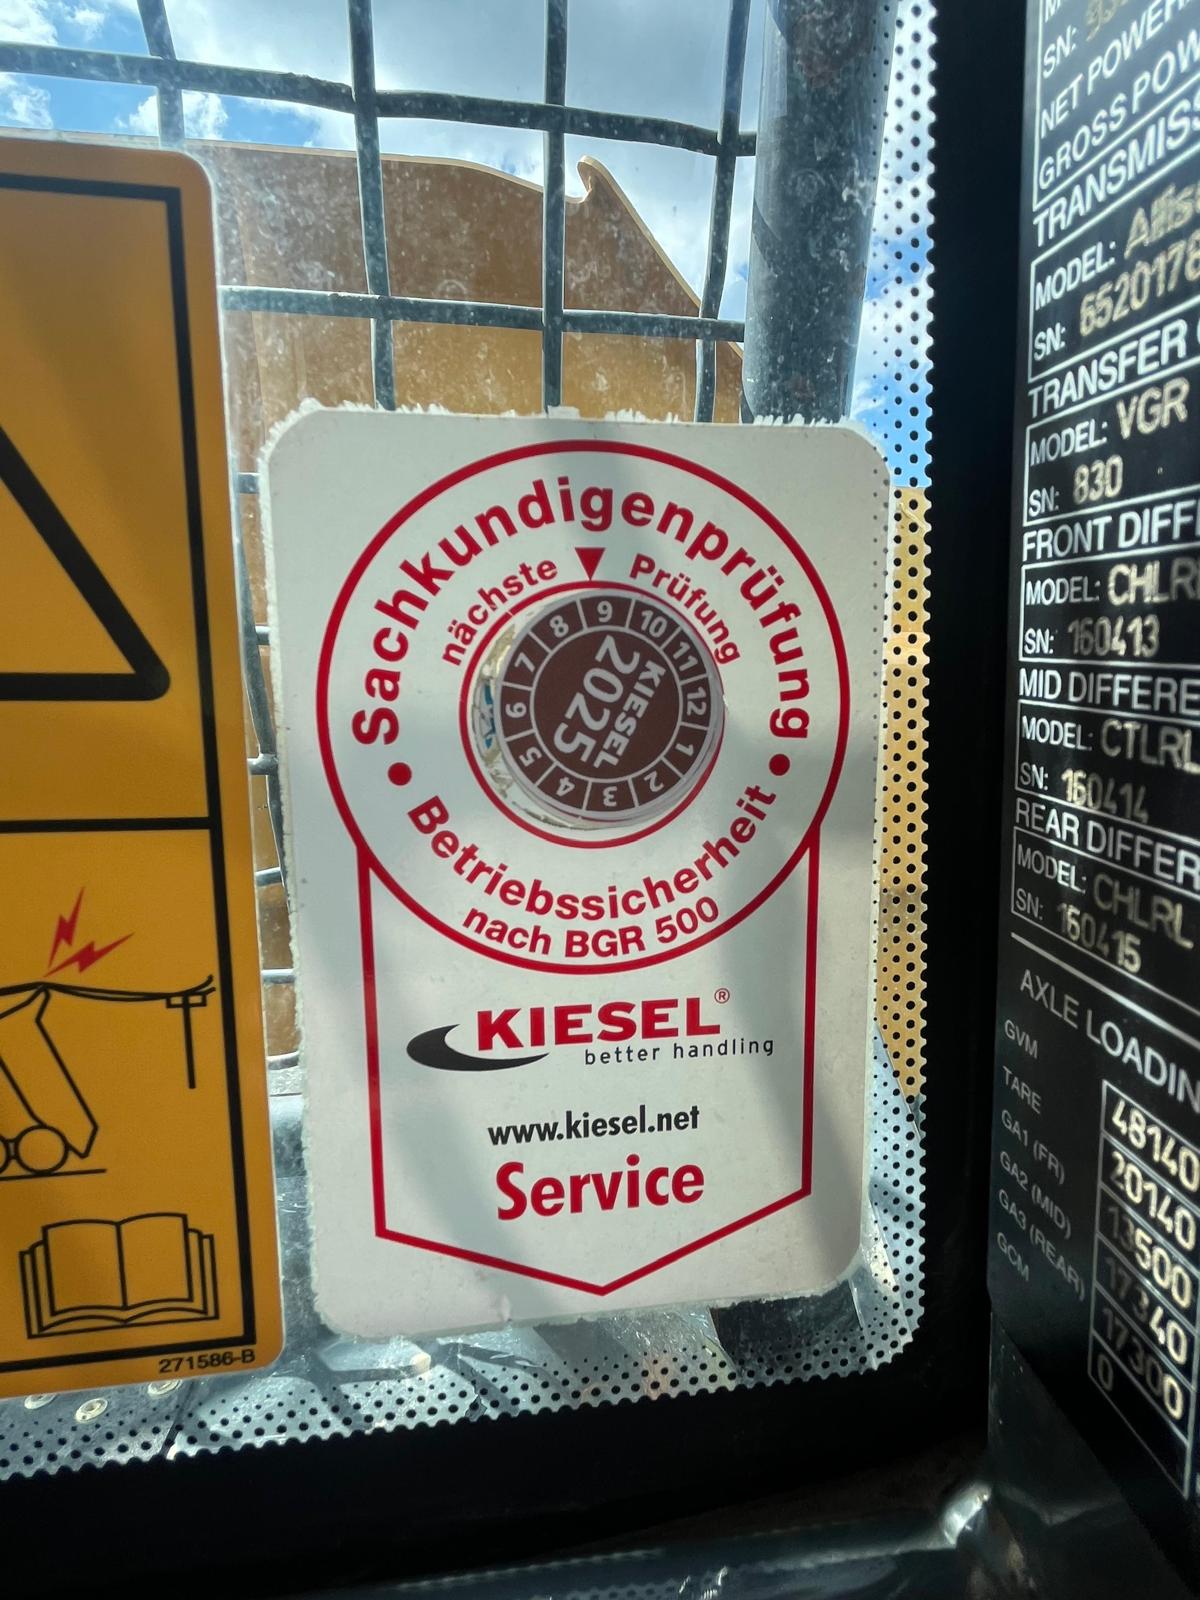 Sachkundigenprüfung
nächste Prüfung
9 10 11 12 1 2 3 4 5 6 7 8
KIESEL
2025
Betriebssicherheit
nach BGR 500
KIESEL®
better handling
www.kiesel.net
Service
271586-B
SN:
NET POWER
GROSS POW
TRANSMIS
MODEL: Allis
SN: 6520178
TRANSFER
MODEL: VGR
SN: 830
FRONT DIFF
MODEL: CHLR
SN: 160413
MID DIFFERE
MODEL: CTLRL
SN: 160414
REAR DIFFER
MODEL: CHLRL
SN: 160415
AXLE LOADIN
GVM 48140
TARE 20140
GA1 (FR) 13500
GA2 (MID) 17340
GA3 (REAR) 17300
GCM 0